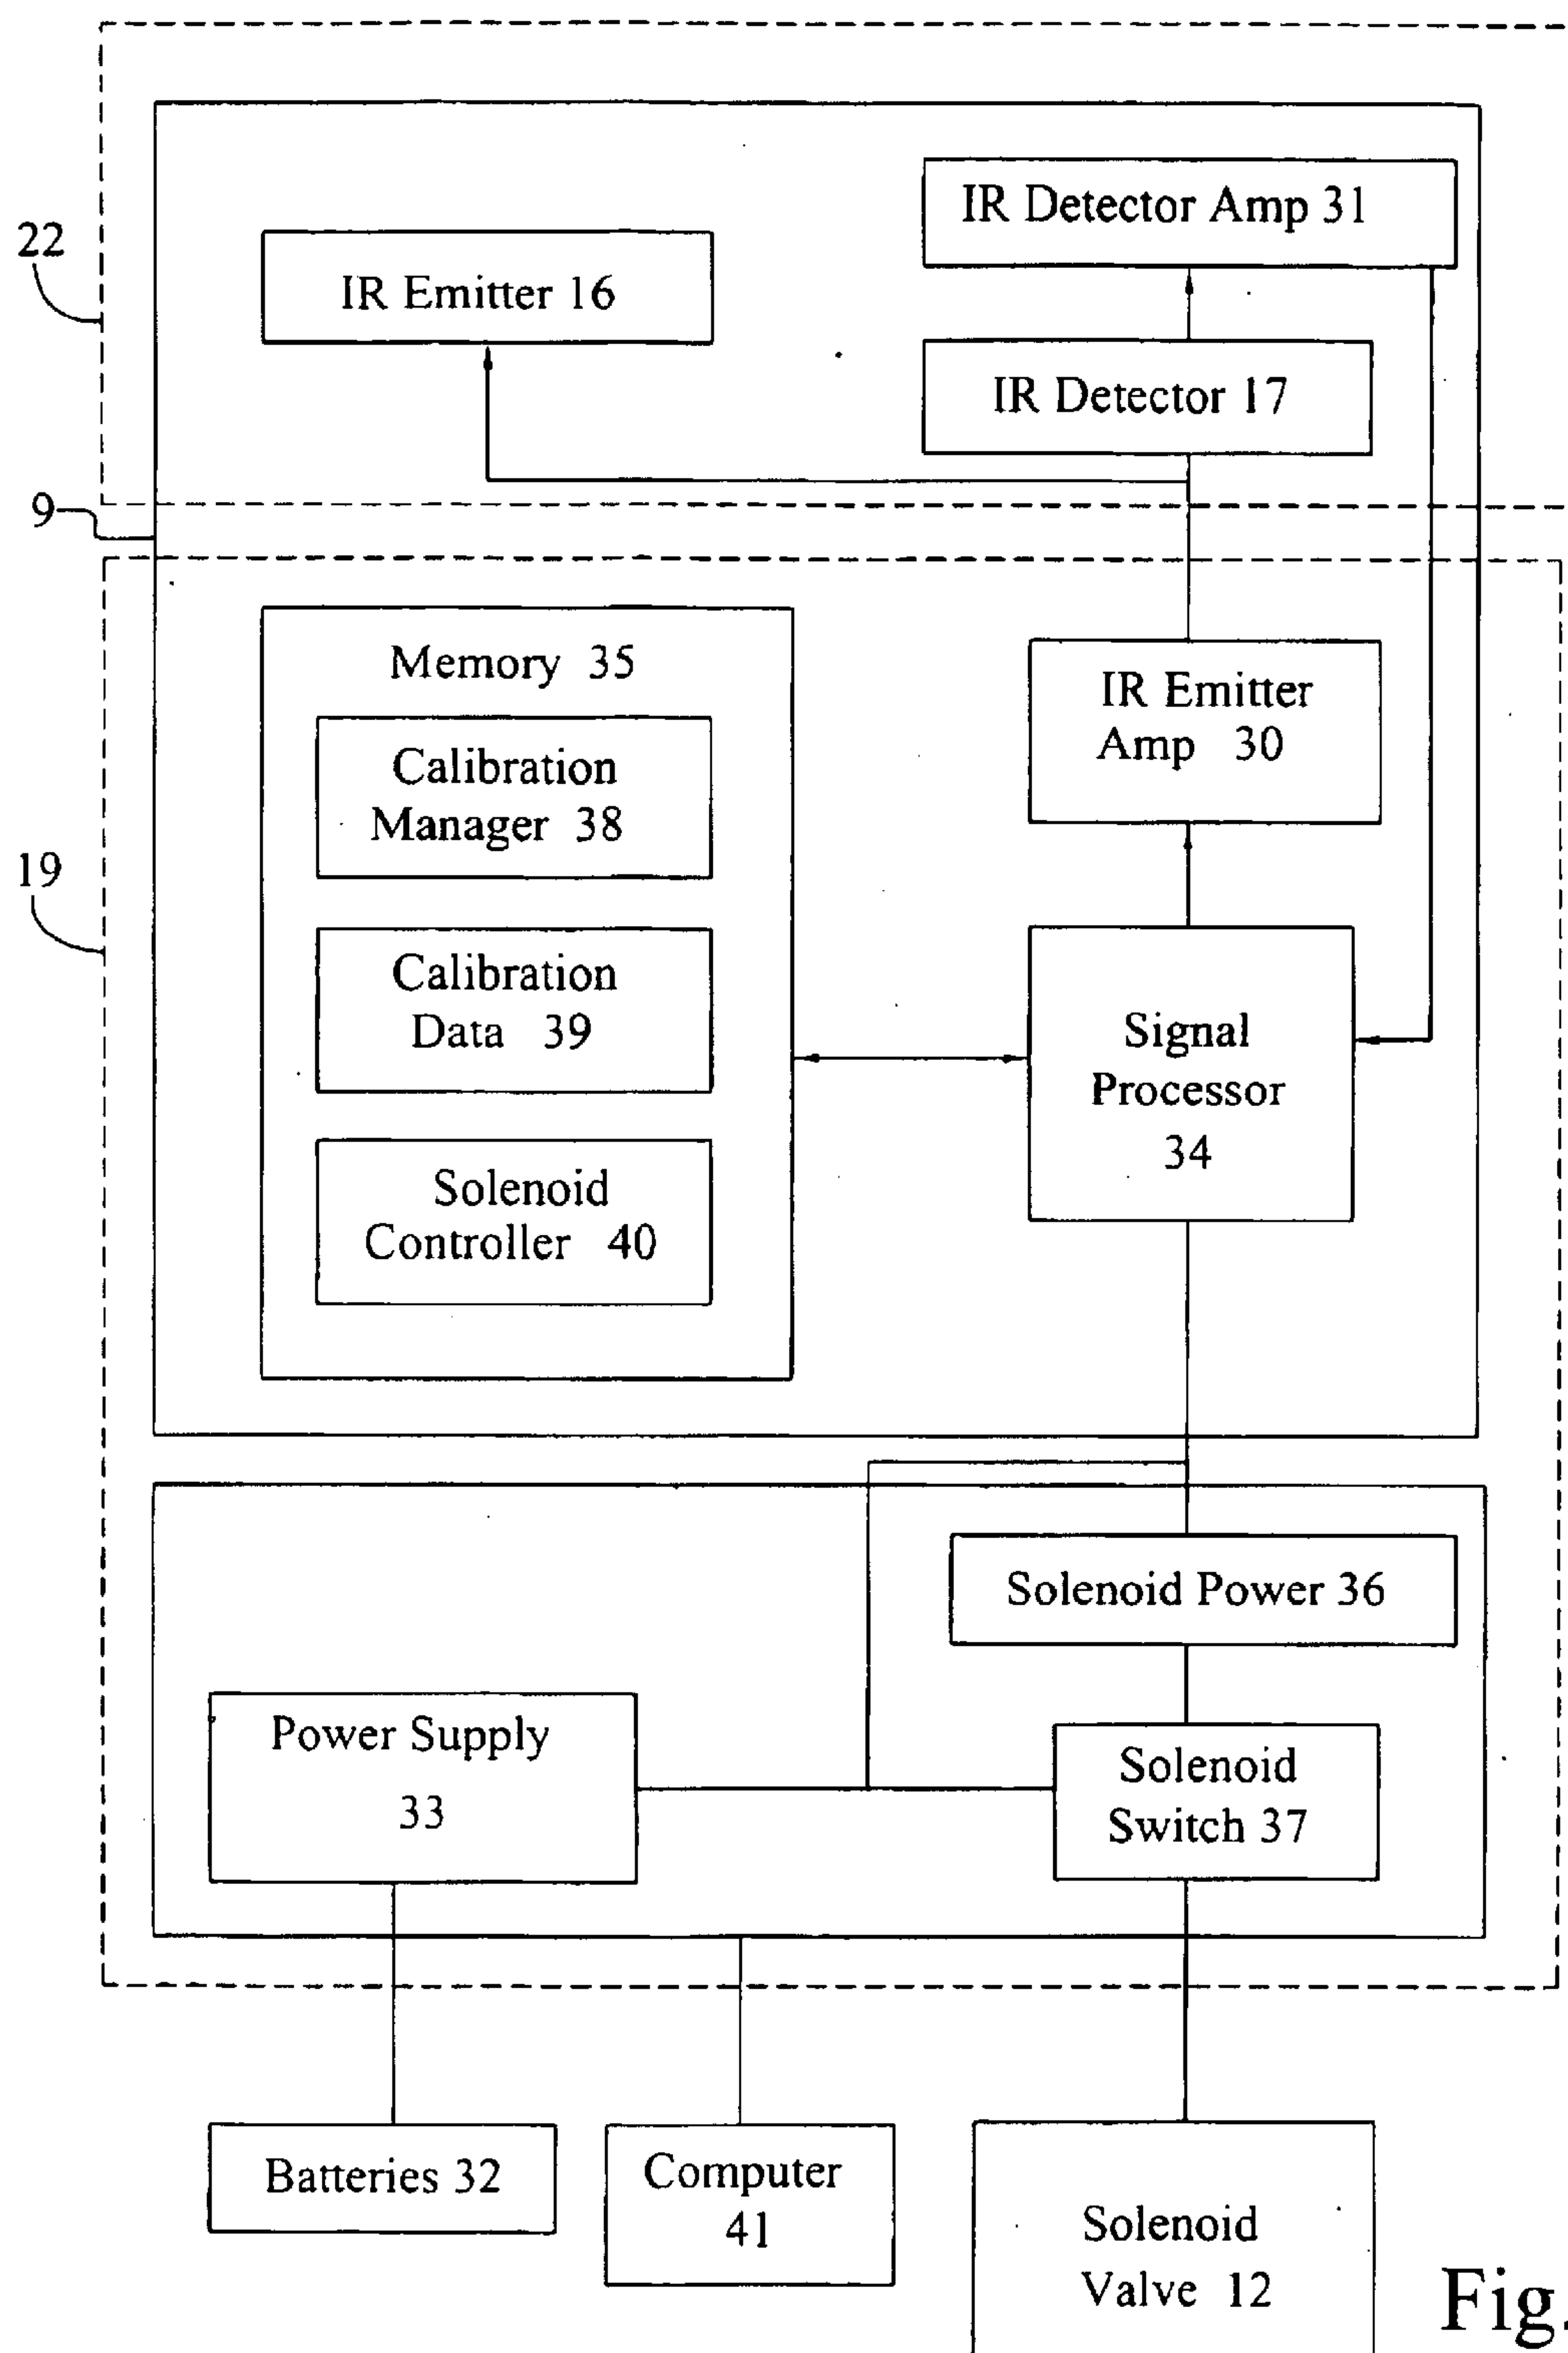 22
IR Detector Amp 31
IR Emitter 16
IR Detector 17
9
Memory 35
IR Emitter
Amp 30
Calibration
Manager 38
19
Calibration
Data 39
Signal
Processor
34
Solenoid
Controller 40
Solenoid Power 36
Power Supply
33
Solenoid
Switch 37
Batteries 32
Computer
41
Solenoid
Valve 12
Fig.